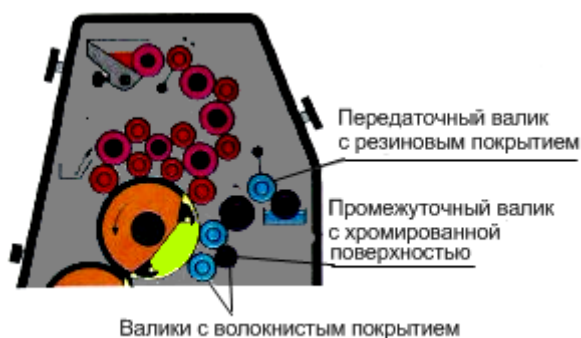 Передаточный валик
с резиновым покрытием
Промежуточный валик
с хромированной
поверхностью
Валики с волокнистым покрытием